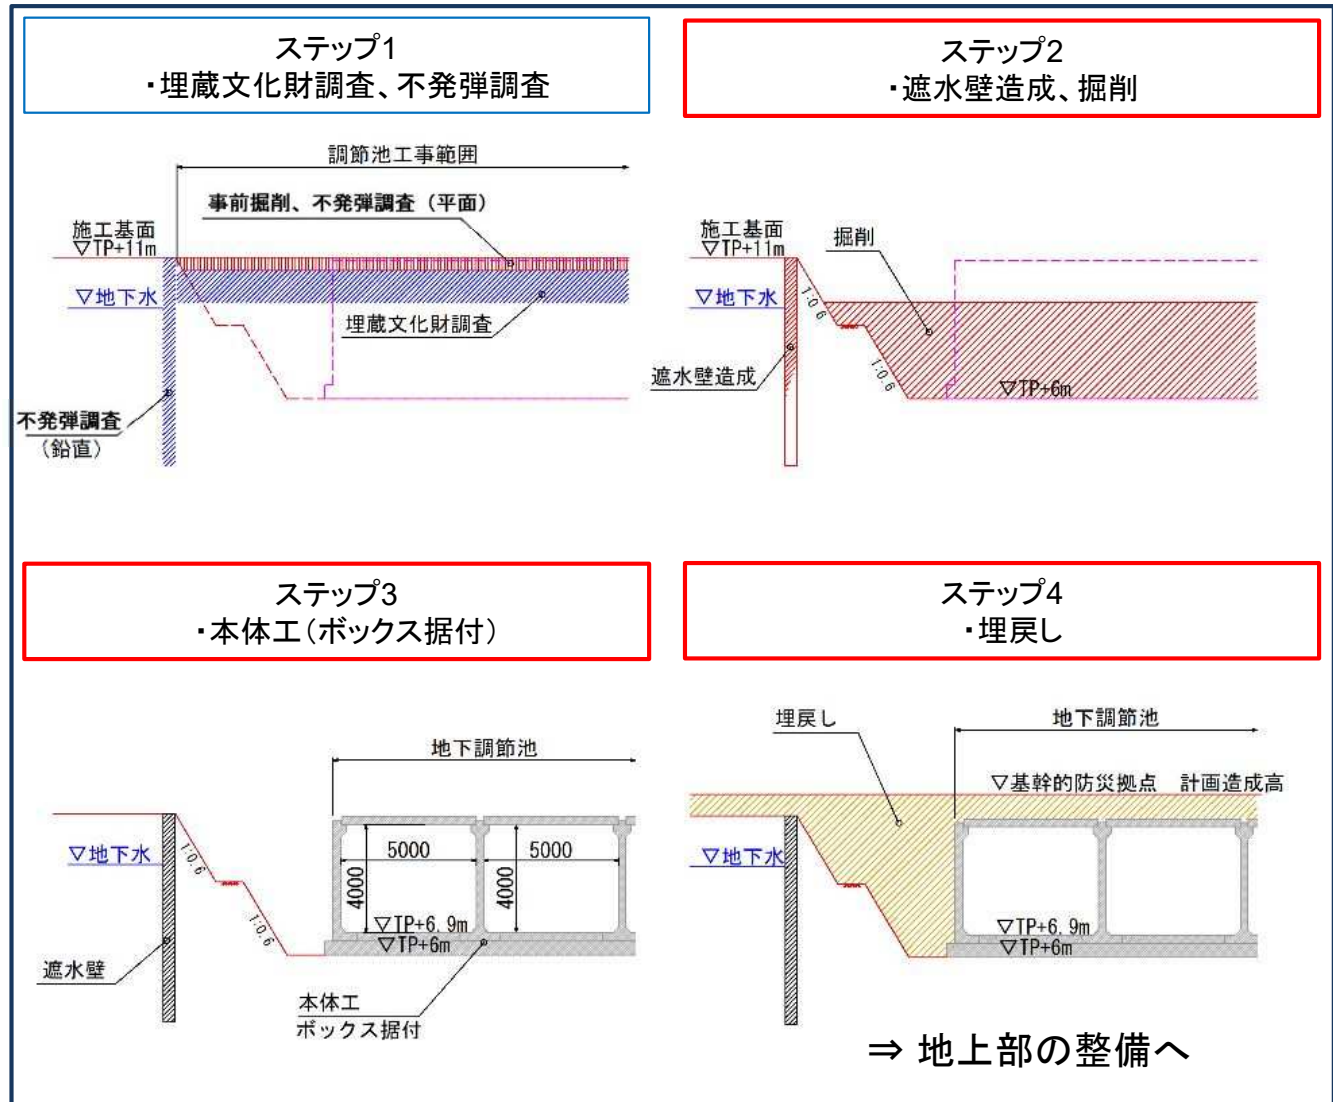 ステップ1
・埋蔵文化財調査、不発弾調査
調節池工事範囲
事前掘削、不発弾調査（平面）
施工基面
▽TP+11m
▽地下水
埋蔵文化財調査
不発弾調査
（鉛直）
ステップ2
・遮水壁造成、掘削
施工基面
▽TP+11m
掘削
▽地下水
1:0.6
遮水壁造成
1:0.6
▽TP+6m
ステップ3
・本体工（ボックス据付）
地下調節池
▽地下水
1:0.6
5000
5000
4000
4000
1:0.6
▽TP+6.9m
▽TP+6m
遮水壁
本体工
ボックス据付
ステップ4
・埋戻し
埋戻し
地下調節池
▽基幹的防災拠点　計画造成高
▽地下水
▽TP+6.9m
▽TP+6m
⇒ 地上部の整備へ